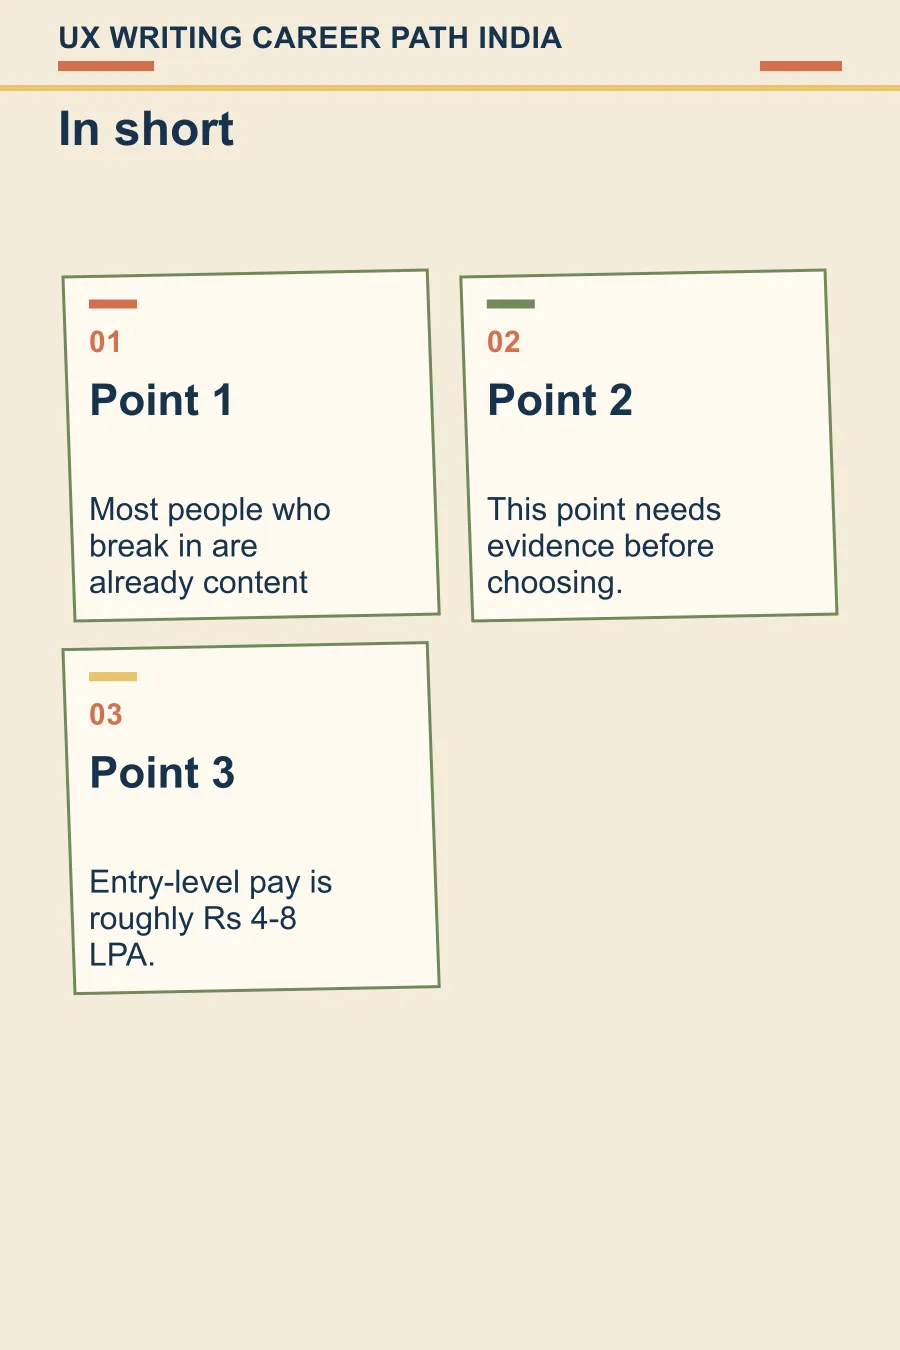 UX WRITING CAREER PATH INDIA
In short
01
Point 1
Most people who
break in are
already content
02
Point 2
This point needs
evidence before
choosing.
03
Point 3
Entry-level pay is
roughly Rs 4-8
LPA.